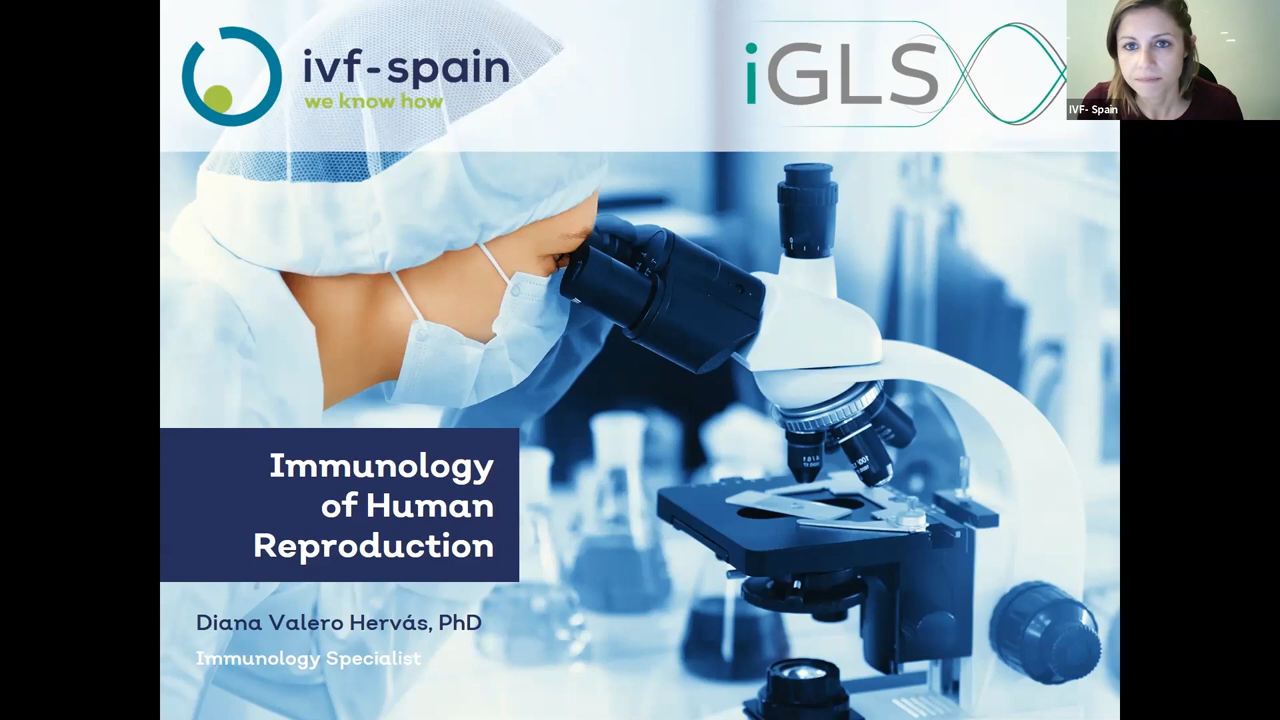 ivf-spain
we know how
iGLS
IVF- Spain
Immunology
of Human
Reproduction
Diana Valero Hervás, PhD
Immunology Specialist